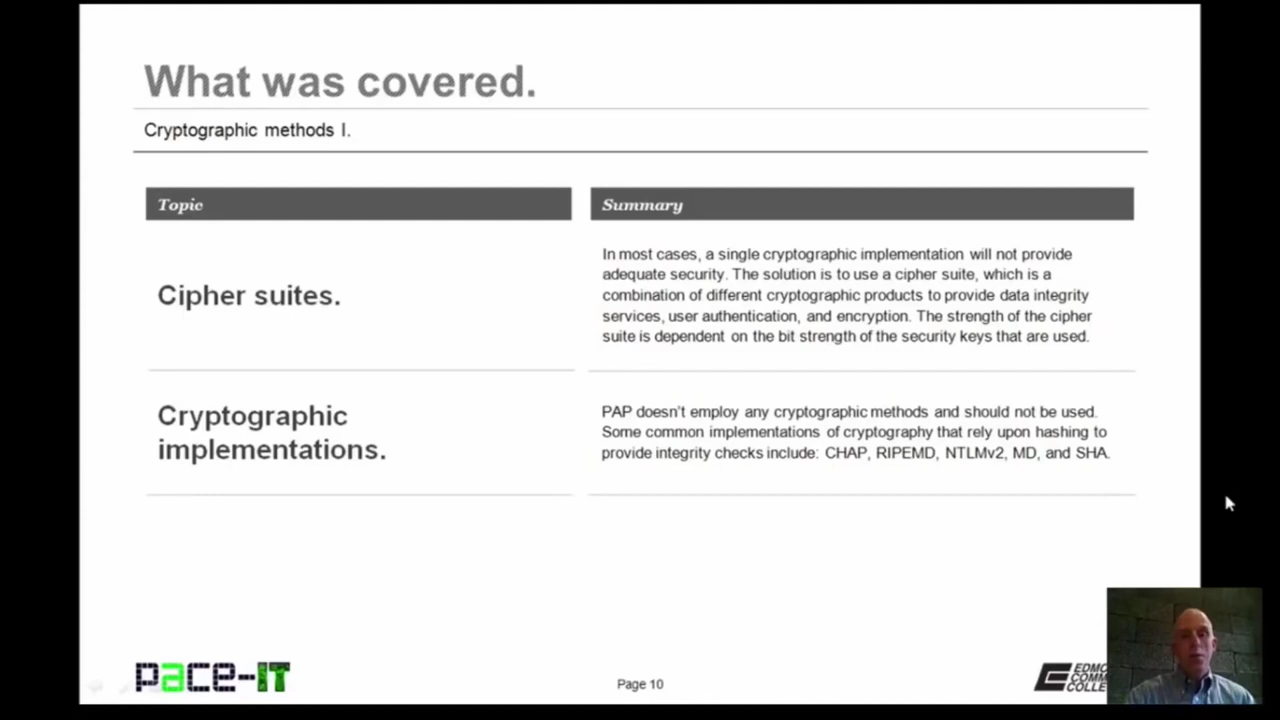 What was covered.
Cryptographic methods I.
Topic
Summary
Cipher suites.
In most cases, a single cryptographic implementation will not provide
adequate security. The solution is to use a cipher suite, which is a
combination of different cryptographic products to provide data integrity
services, user authentication, and encryption. The strength of the cipher
suite is dependent on the bit strength of the security keys that are used.
Cryptographic
implementations.
PAP doesn't employ any cryptographic methods and should not be used.
Some common implementations of cryptography that rely upon hashing to
provide integrity checks include: CHAP, RIPEMD, NTLMv2, MD, and SHA.
pace-IT
Page 10